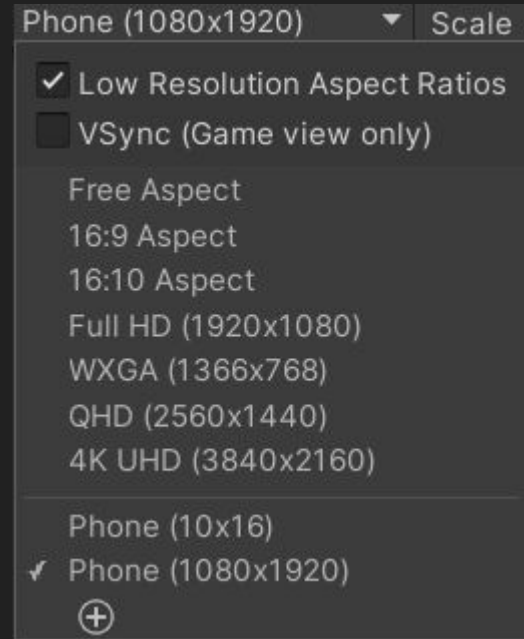 Phone (1080x1920) Scale
Low Resolution Aspect Ratios
VSync (Game view only)
Free Aspect
16:9 Aspect
16:10 Aspect
Full HD (1920x1080)
WXGA (1366x768)
QHD (2560x1440)
4K UHD (3840x2160)
Phone (10x16)
Phone (1080x1920)